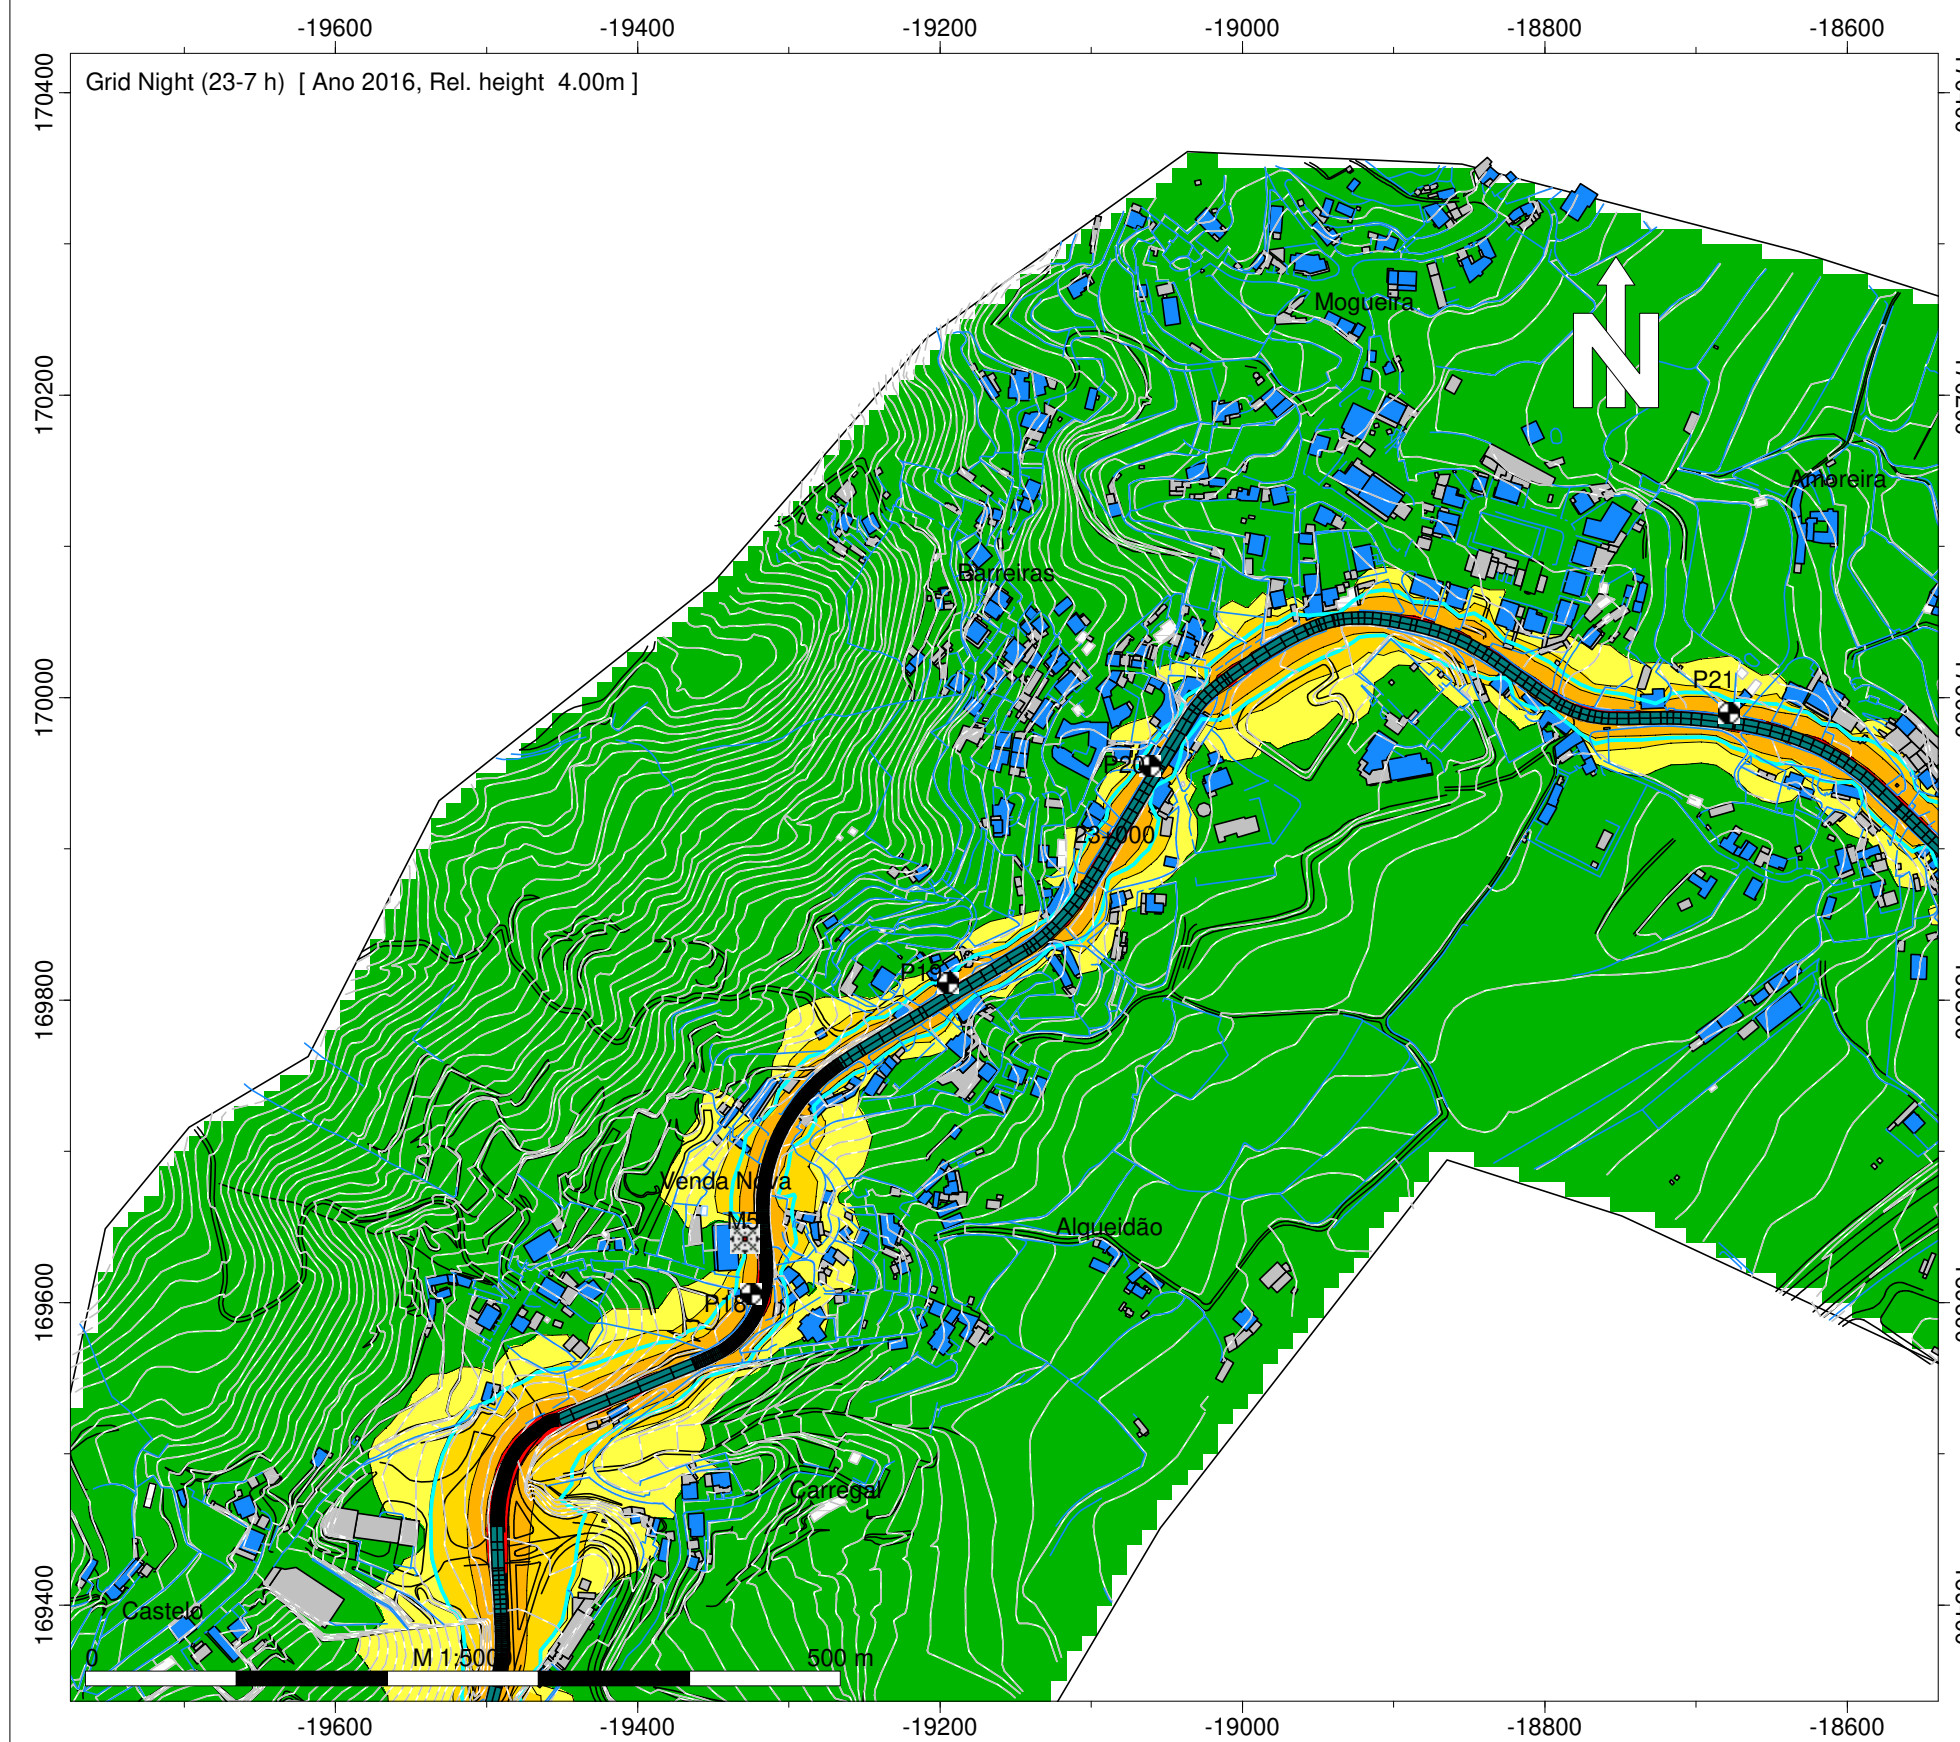 -19600 -19400 -19200 -19000 -18800 -18600
Grid Night (23-7 h) [ Ano 2016, Rel. height 4.00m ]
170400
Mogueira
N
170200
Amoreira
Barreiras
170000
P21
P20
23+000
P19
169800
Venda Nova
M5
Alqueidão
169600
P18
Carregal
169400
Castelo
0 M 1:5000 500 m
-19600 -19400 -19200 -19000 -18800 -18600